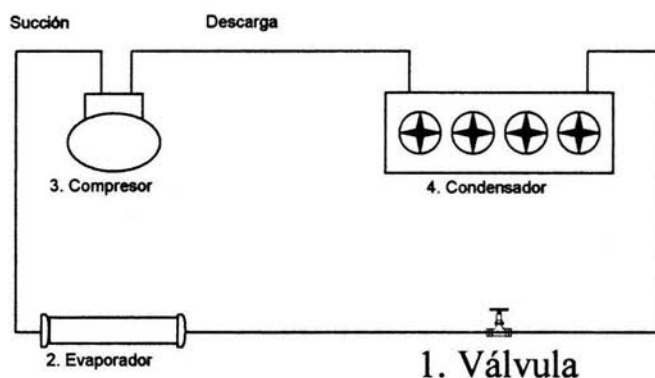 Succión
Descarga
3. Compresor
4. Condensador
2. Evaporador
1. Válvula